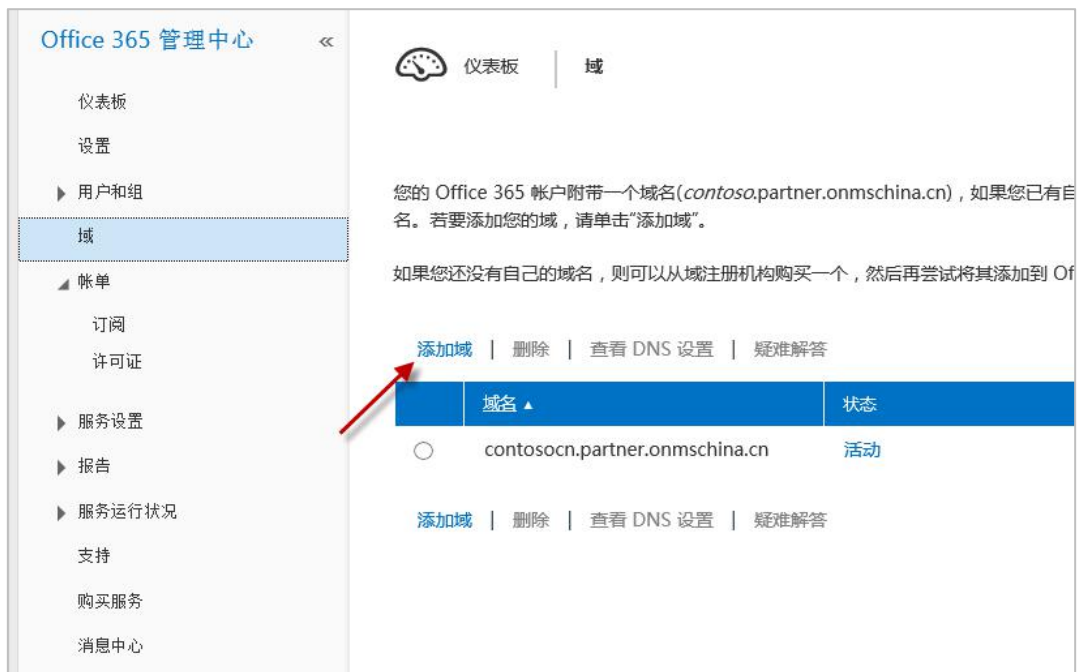 Office 365 管理中心 «
仪表板
设置
用户和组
域
帐单
订阅
许可证
服务设置
报告
服务运行状况
支持
购买服务
消息中心
仪表板 | 域
您的 Office 365 帐户附带一个域名(contoso.partner.onmschina.cn)，如果您已有自
名。若要添加您的域，请单击“添加域”。
如果您还没有自己的域名，则可以从域注册机构购买一个，然后再尝试将其添加到 Of
添加域 | 删除 | 查看 DNS 设置 | 疑难解答
域名 ▲ 状态
contosocn.partner.onmschina.cn 活动
添加域 | 删除 | 查看 DNS 设置 | 疑难解答